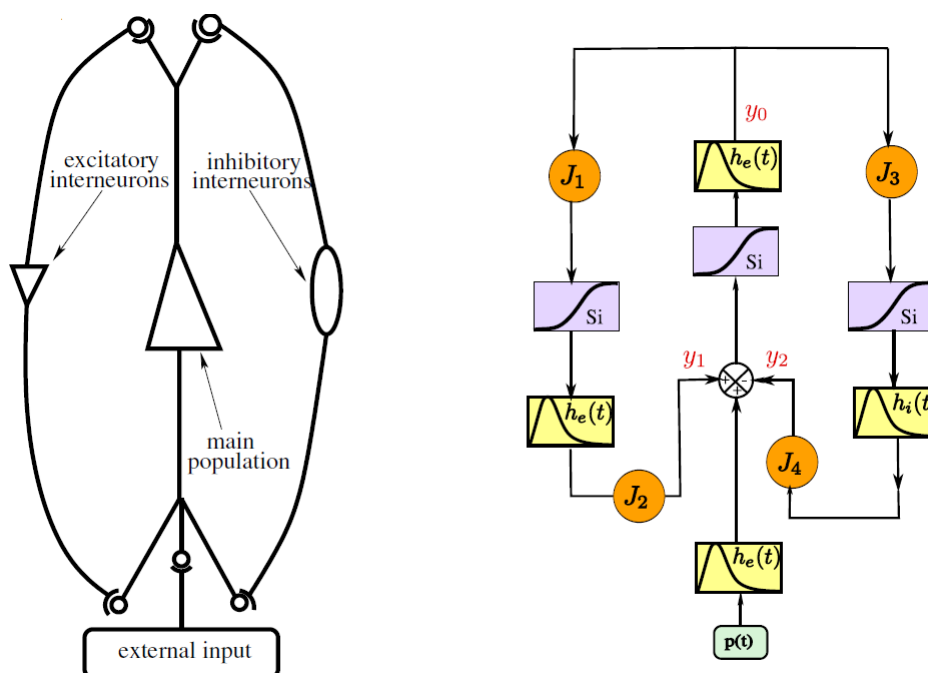 excitatory
interneurons
inhibitory
interneurons
main
population
external input
y₀
hₑ(t)
J₁
J₃
Si
Si
Si
y₁
y₂
+
-
+
hₑ(t)
hᵢ(t)
J₂
J₄
hₑ(t)
p(t)